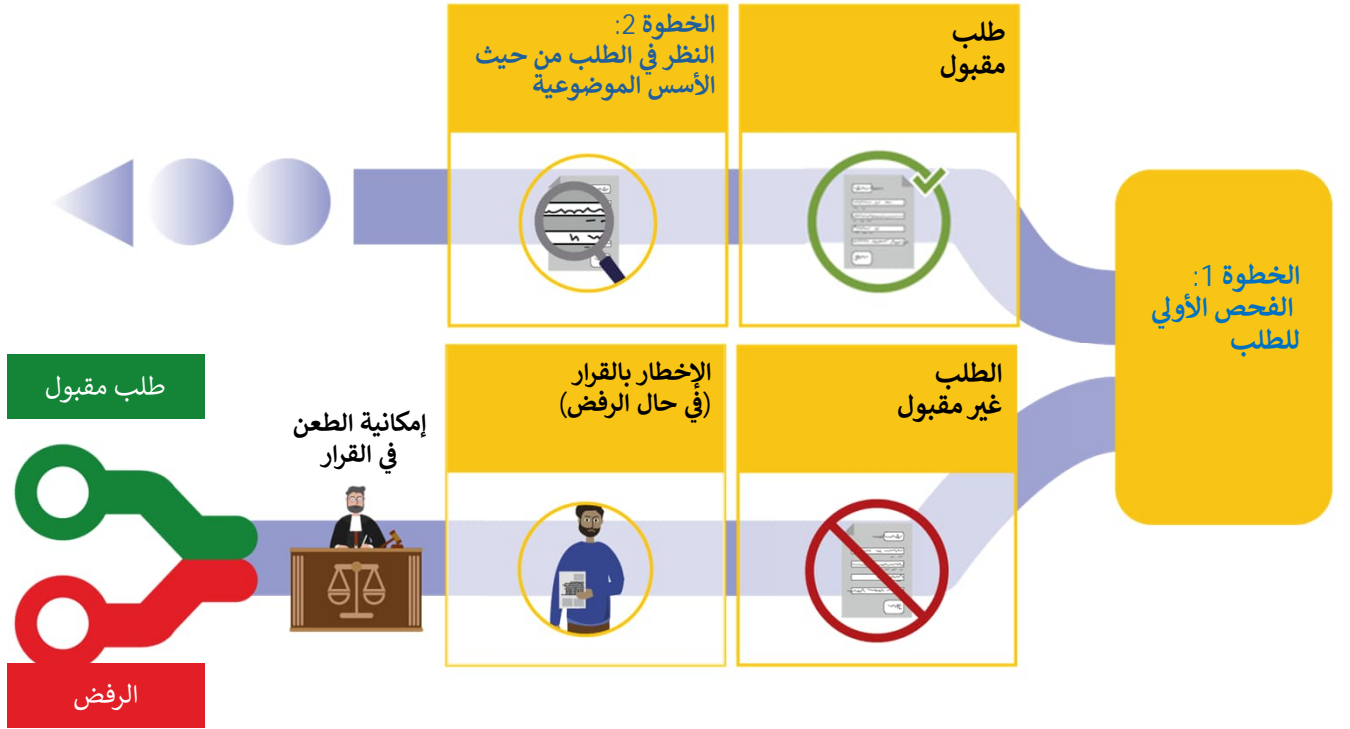 الخطوة 1:
الفحص الأولي
للطلب
طلب
مقبول
الخطوة 2:
النظر في الطلب من حيث
الأسس الموضوعية
الطلب
غير مقبول
الإخطار بالقرار
(في حال الرفض)
إمكانية الطعن
في القرار
طلب مقبول
الرفض